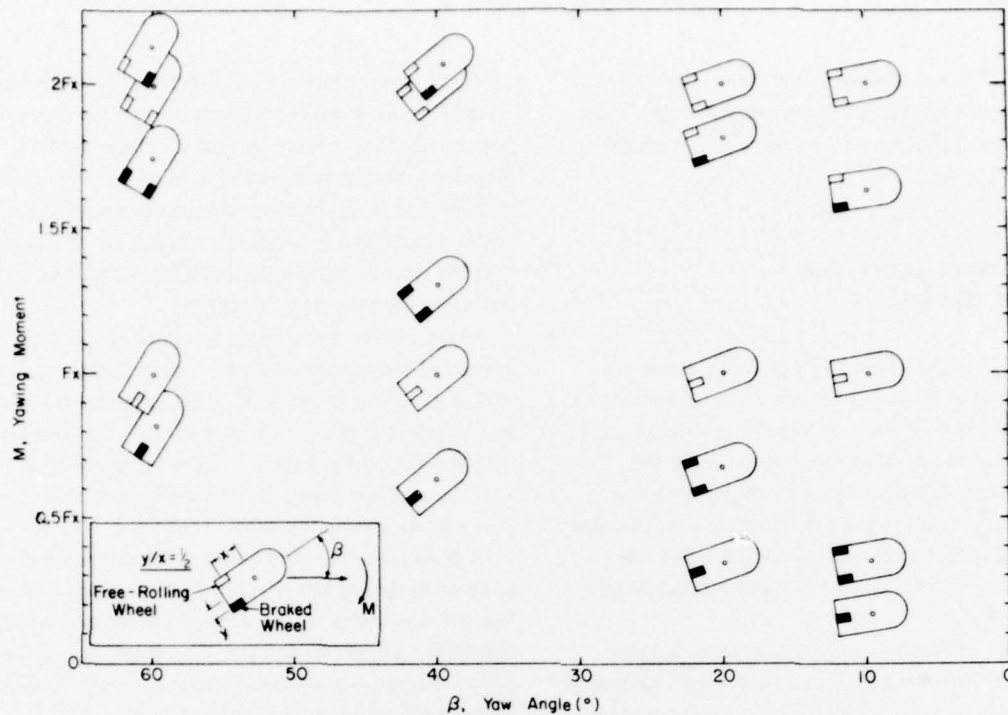 2Fx
1.5Fx
Fx
0.5Fx
0
M, Yawing Moment
y/x=½
x
β
Free-Rolling Wheel
Braked Wheel
M
y
60 50 40 30 20 10 0
β, Yaw Angle (°)